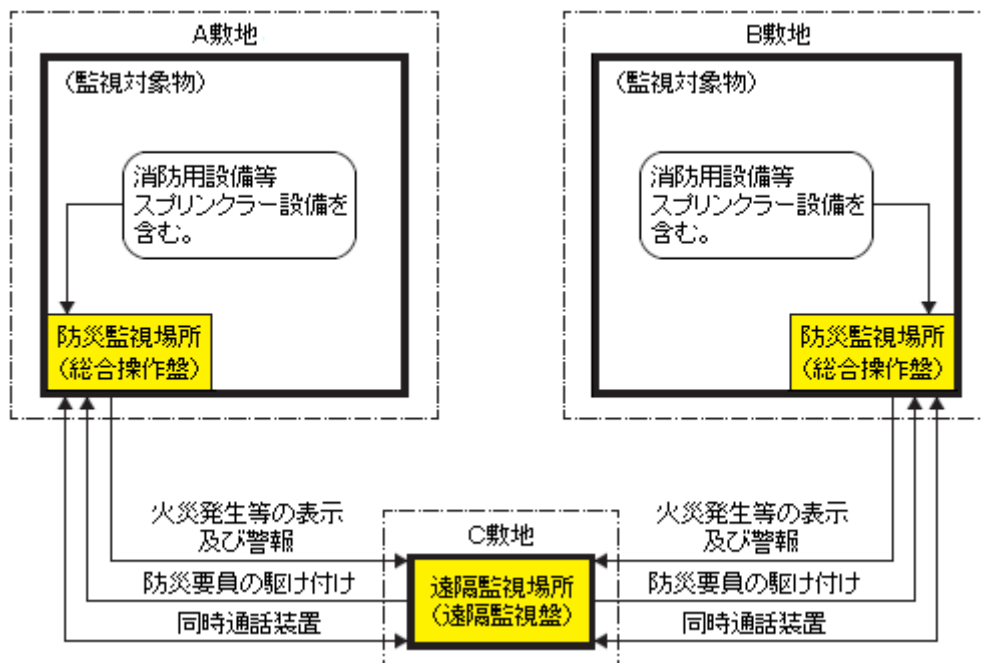 A敷地
(監視対象物)
消防用設備等
スプリンクラー設備を
含む。
防災監視場所
(総合操作盤)
B敷地
(監視対象物)
消防用設備等
スプリンクラー設備を
含む。
防災監視場所
(総合操作盤)
火災発生等の表示
及び警報
防災要員の駆け付け
同時通話装置
C敷地
遠隔監視場所
(遠隔監視盤)
火災発生等の表示
及び警報
防災要員の駆け付け
同時通話装置